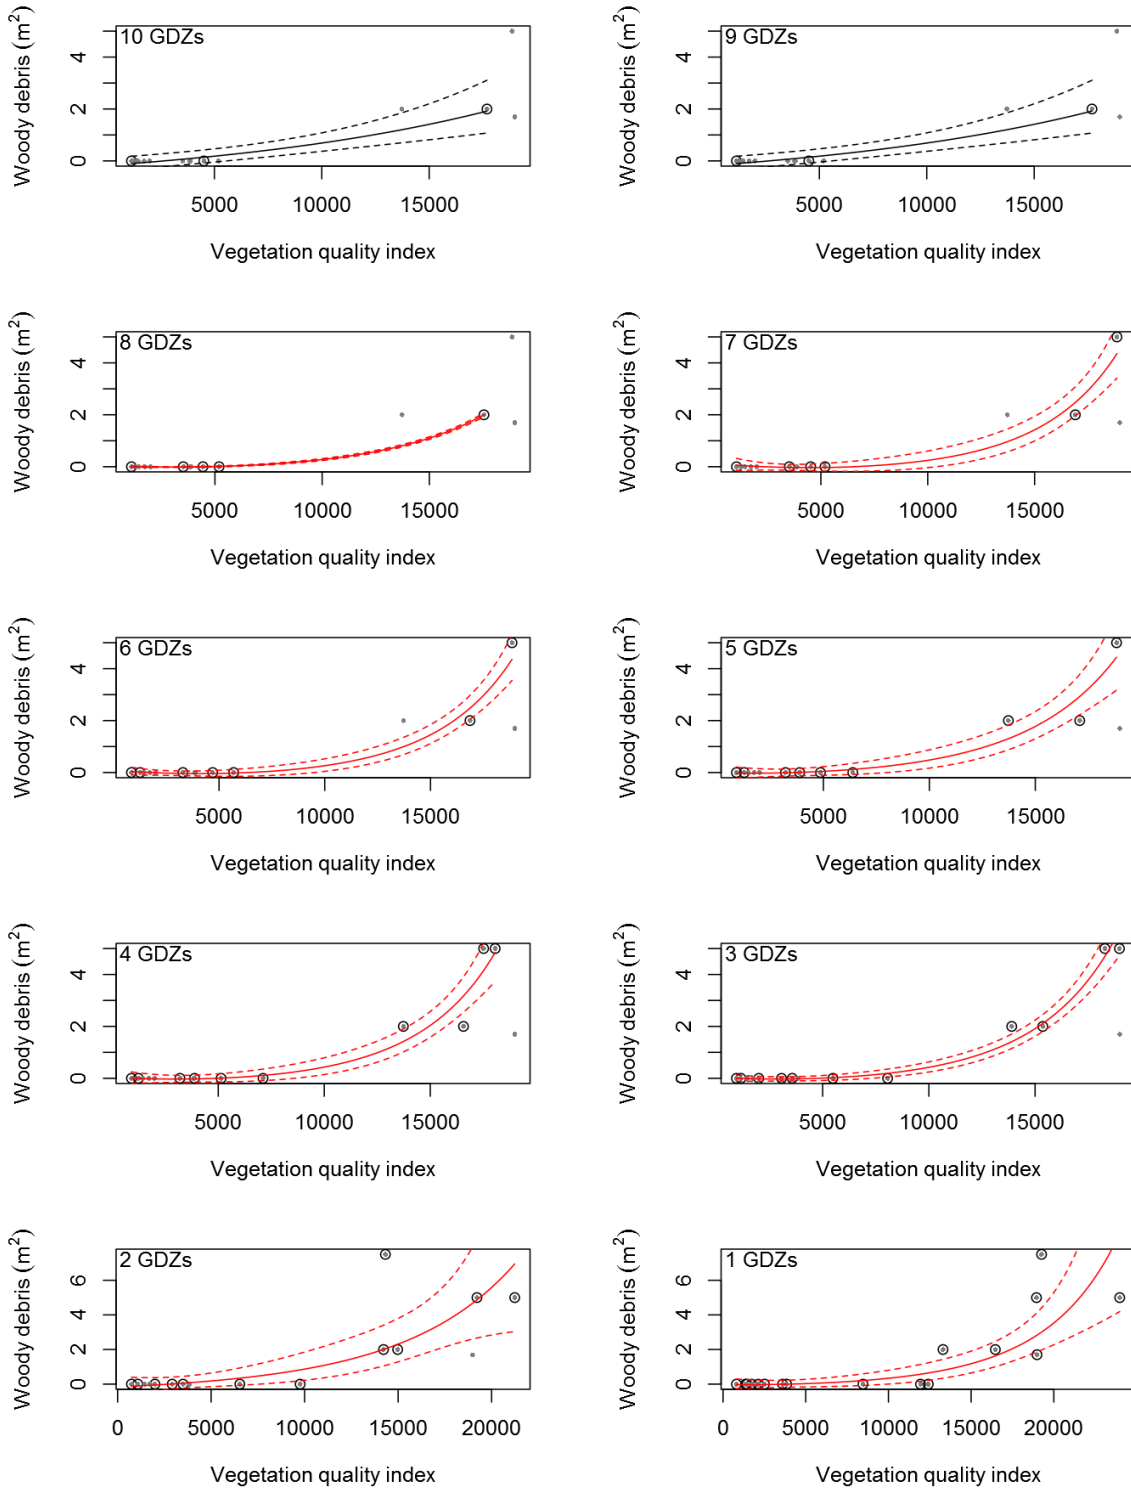 10 GDZs
Woody debris (m²)
0 2 4
5000 10000 15000
Vegetation quality index
9 GDZs
Woody debris (m²)
0 2 4
5000 10000 15000
Vegetation quality index
8 GDZs
Woody debris (m²)
0 2 4
5000 10000 15000
Vegetation quality index
7 GDZs
Woody debris (m²)
0 2 4
5000 10000 15000
Vegetation quality index
6 GDZs
Woody debris (m²)
0 2 4
5000 10000 15000
Vegetation quality index
5 GDZs
Woody debris (m²)
0 2 4
5000 10000 15000
Vegetation quality index
4 GDZs
Woody debris (m²)
0 2 4
5000 10000 15000
Vegetation quality index
3 GDZs
Woody debris (m²)
0 2 4
5000 10000 15000
Vegetation quality index
2 GDZs
Woody debris (m²)
0 2 4 6
0 5000 10000 15000 20000
Vegetation quality index
1 GDZs
Woody debris (m²)
0 2 4 6
0 5000 10000 15000 20000
Vegetation quality index